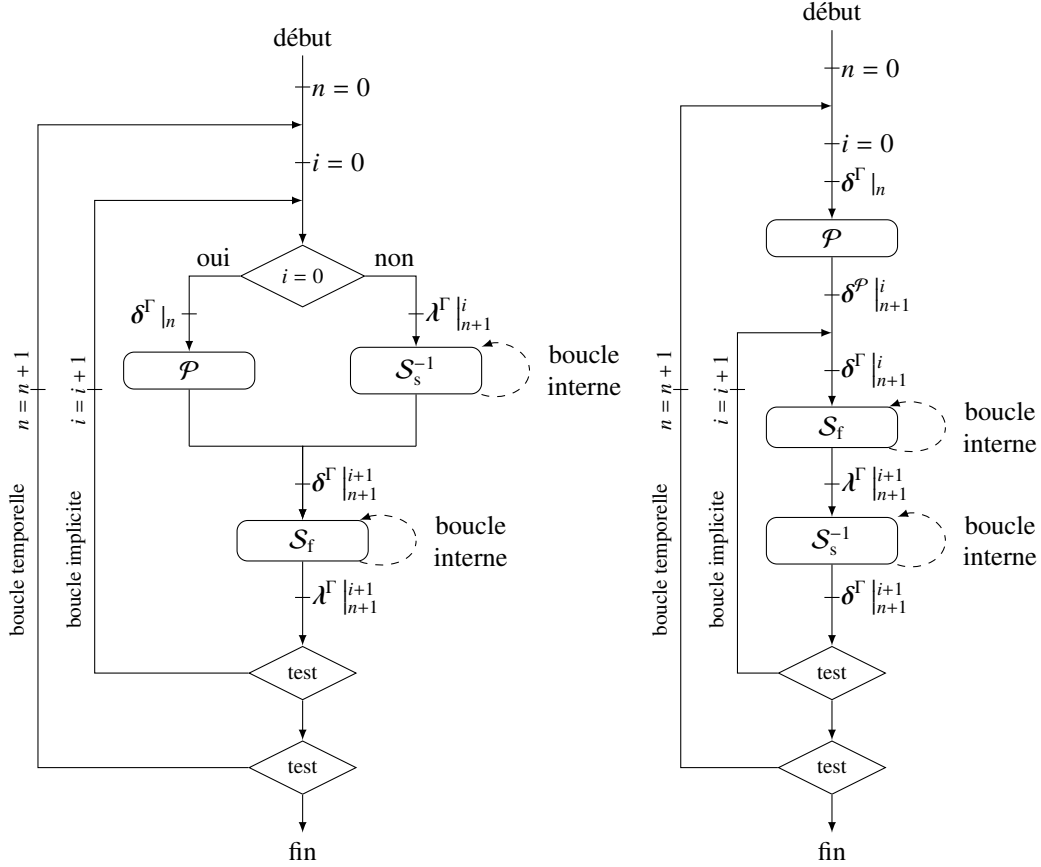 début
n = 0
i = 0
i = 0
oui
non
δ^Γ |_n
λ^Γ |^i_{n+1}
𝒫
𝒮_s^{-1}
boucle
interne
δ^Γ |^{i+1}_{n+1}
𝒮_f
boucle
interne
λ^Γ |^{i+1}_{n+1}
test
test
fin
boucle temporelle
n = n + 1
boucle implicite
i = i + 1
début
n = 0
i = 0
δ^Γ |_n
𝒫
δ^𝒫 |^i_{n+1}
δ^Γ |^i_{n+1}
𝒮_f
boucle
interne
λ^Γ |^{i+1}_{n+1}
𝒮_s^{-1}
boucle
interne
δ^Γ |^{i+1}_{n+1}
test
test
fin
boucle temporelle
n = n + 1
boucle implicite
i = i + 1